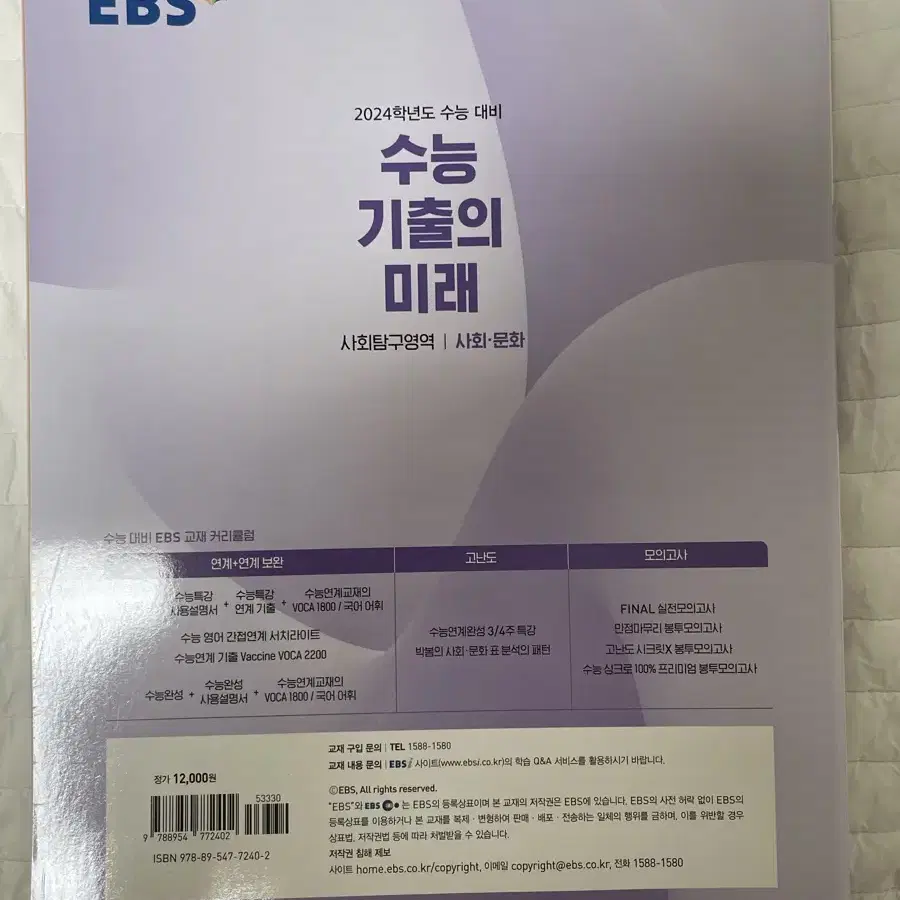 EBS
2024학년도 수능 대비
수능
기출의
미래
사회탐구영역 | 사회·문화
수능 대비 EBS 교재 커리큘럼
연계+연계 보완
고난도
모의고사
수능특강 사용설명서 + 수능특강 연계 기출 + 수능연계교재의 VOCA 1800 / 국어 어휘
수능 영어 간접연계 서치라이트
수능연계 기출 Vaccine VOCA 2200
수능완성 + 수능완성 사용설명서 + 수능연계교재의 VOCA 1800 / 국어 어휘
수능연계완성 3/4주 특강
박봄의 사회·문화 표 분석의 패턴
FINAL 실전모의고사
만점마무리 봉투모의고사
고난도 시크릿X 봉투모의고사
수능 싱크로 100% 프리미엄 봉투모의고사
정가 12,000원
53330
9 788954 772402
ISBN 978-89-547-7240-2
교재 구입 문의 | TEL 1588-1580
교재 내용 문의 | EBSi 사이트(www.ebsi.co.kr)의 학습 Q&A 서비스를 활용하시기 바랍니다.
ⓒEBS, All rights reserved.
"EBS"와 EBS 는 EBS의 등록상표이며 본 교재의 저작권은 EBS에 있습니다. EBS의 사전 허락 없이 EBS의
등록상표를 이용하거나 본 교재를 복제·변형하여 판매·배포·전송하는 일체의 행위를 금하며, 이를 위반할 경우
상표법, 저작권법 등에 따라 처벌받을 수 있습니다.
저작권 침해 제보
사이트 home.ebs.co.kr/copyright, 이메일 copyright@ebs.co.kr, 전화 1588-1580